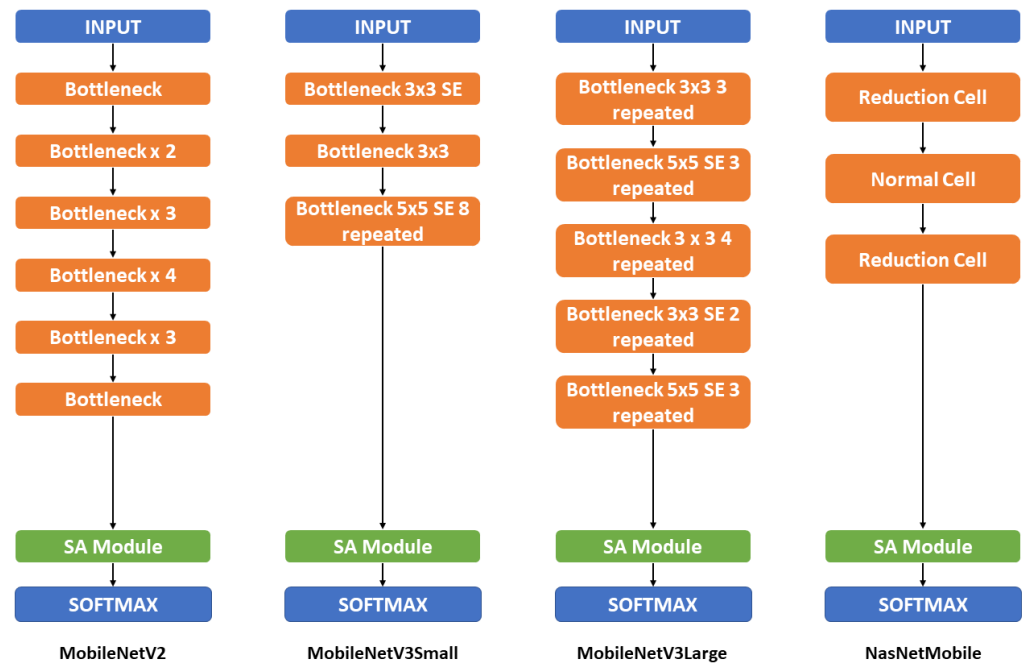 INPUT
Bottleneck
Bottleneck x 2
Bottleneck x 3
Bottleneck x 4
Bottleneck x 3
Bottleneck
SA Module
SOFTMAX
MobileNetV2
INPUT
Bottleneck 3x3 SE
Bottleneck 3x3
Bottleneck 5x5 SE 8
repeated
SA Module
SOFTMAX
MobileNetV3Small
INPUT
Bottleneck 3x3 3
repeated
Bottleneck 5x5 SE 3
repeated
Bottleneck 3 x 3 4
repeated
Bottleneck 3x3 SE 2
repeated
Bottleneck 5x5 SE 3
repeated
SA Module
SOFTMAX
MobileNetV3Large
INPUT
Reduction Cell
Normal Cell
Reduction Cell
SA Module
SOFTMAX
NasNetMobile